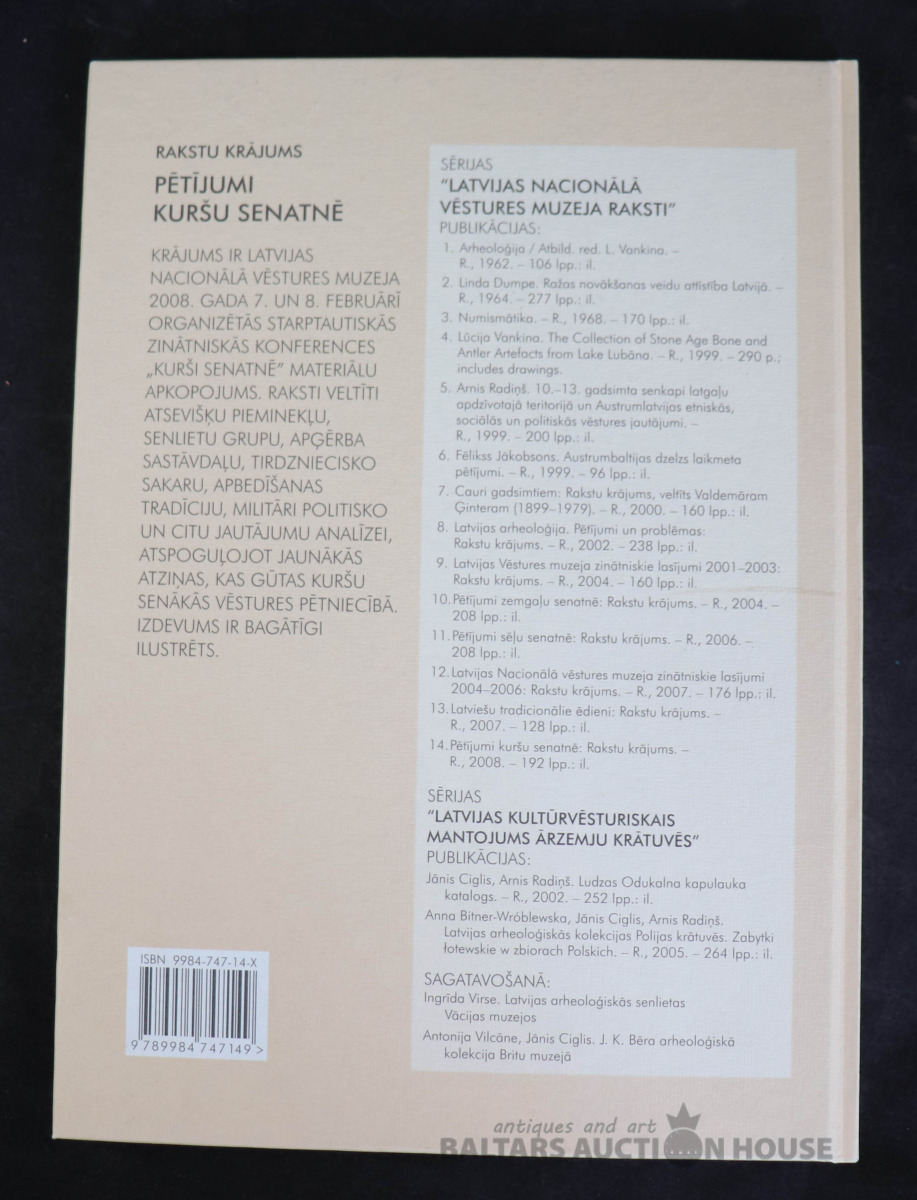 RAKSTU KRĀJUMS
PĒTĪJUMI
KURŠU SENATNĒ
KRĀJUMS IR LATVIJAS
NACIONĀLĀ VĒSTURES MUZEJA
2008. GADA 7. UN 8. FEBRUĀRĪ
ORGANIZĒTĀS STARPTAUTISKĀS
ZINĀTNISKĀS KONFERENCES
„KURŠI SENATNĒ” MATERIĀLU
APKOPOJUMS. RAKSTI VELTĪTI
ATSEVIŠĶU PIEMINEKĻU,
SENLIETU GRUPU, APĢĒRBA
SASTĀVDAĻU, TIRDZNIECISKO
SAKARU, APBEDĪŠANAS
TRADĪCIJU, MILITĀRI POLITISKO
UN CITU JAUTĀJUMU ANALĪZEI,
ATSPOGUĻOJOT JAUNĀKĀS
ATZIŅAS, KAS GŪTAS KURŠU
SENĀKĀS VĒSTURES PĒTNIECĪBĀ.
IZDEVUMS IR BAGĀTĪGI
ILUSTRĒTS.
ISBN 9984-747-14-X
9 789984 747149 >
SĒRIJAS
“LATVIJAS NACIONĀLĀ
VĒSTURES MUZEJA RAKSTI”
PUBLIKĀCIJAS:
1. Arheoloģija / Atbild. red. L. Vankina. –
R., 1962. – 106 lpp.: il.
2. Linda Dumpe. Ražas novākšanas veidu attīstība Latvijā. –
R., 1964. – 277 lpp.: il.
3. Numismātika. – R., 1968. – 170 lpp.: il.
4. Lūcija Vankina. The Collection of Stone Age Bone and
Antler Artefacts from Lake Lubāna. – R., 1999. – 290 p.;
includes drawings.
5. Arnis Radiņš. 10.–13. gadsimta senkapi latgaļu
apdzīvotajā teritorijā un Austrumlatvijas etniskās,
sociālās un politiskās vēstures jautājumi. –
R., 1999. – 200 lpp.: il.
6. Fēlikss Jākobsons. Austrumbaltijas dzelzs laikmeta
pētījumi. – R., 1999. – 96 lpp.: il.
7. Cauri gadsimtiem: Rakstu krājums, veltīts Valdemāram
Ģinteram (1899–1979). – R., 2000. – 160 lpp.: il.
8. Latvijas arheoloģija. Pētījumi un problēmas:
Rakstu krājums. – R., 2002. – 238 lpp.: il.
9. Latvijas Vēstures muzeja zinātniskie lasījumi 2001–2003:
Rakstu krājums. – R., 2004. – 160 lpp.: il.
10. Pētījumi zemgaļu senatnē: Rakstu krājums. – R., 2004. –
208 lpp.: il.
11. Pētījumi sēļu senatnē: Rakstu krājums. – R., 2006. –
208 lpp.: il.
12. Latvijas Nacionālā vēstures muzeja zinātniskie lasījumi
2004–2006: Rakstu krājums. – R., 2007. – 176 lpp.: il.
13. Latviešu tradicionālie ēdieni: Rakstu krājums. –
R., 2007. – 128 lpp.: il.
14. Pētījumi kuršu senatnē: Rakstu krājums. –
R., 2008. – 192 lpp.: il.
SĒRIJAS
“LATVIJAS KULTŪRVĒSTURISKAIS
MANTOJUMS ĀRZEMJU KRĀTUVĒS”
PUBLIKĀCIJAS:
Jānis Ciglis, Arnis Radiņš. Ludzas Odukalna kapulauka
katalogs. – R., 2002. – 252 lpp.: il.
Anna Bitner-Wróblewska, Jānis Ciglis, Arnis Radiņš.
Latvijas arheoloģiskās kolekcijas Polijas krātuvēs. Zabytki
łotewskie w zbiorach Polskich. – R., 2005. – 264 lpp.: il.
SAGATAVOŠANĀ:
Ingrīda Virse. Latvijas arheoloģiskās senlietas
Vācijas muzejos
Antonija Vilcāne, Jānis Ciglis. J. K. Bēra arheoloģiskā
kolekcija Britu muzejā
antiques and art
BALTARS AUCTION HOUSE